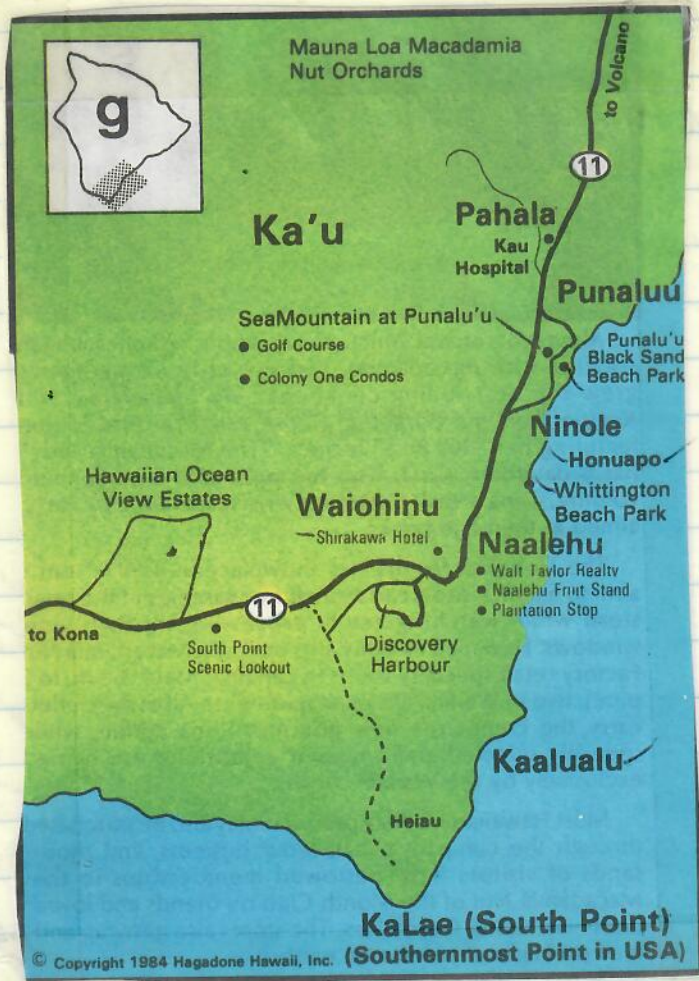 Mauna Loa Macadamia
Nut Orchards
to Volcano
g
11
Ka'u
Pahala
Kau
Hospital
Punaluu
SeaMountain at Punalu'u
Golf Course
Colony One Condos
Punalu'u
Black Sand
Beach Park
Ninole
Honuapo
Whittington
Beach Park
Hawaiian Ocean
View Estates
Waiohinu
Shirakawa Hotel
Naalehu
Walt Taylor Realty
Naalehu Fruit Stand
Plantation Stop
11
to Kona
South Point
Scenic Lookout
Discovery
Harbour
Kaalualu
Heiau
KaLae (South Point)
(Southernmost Point in USA)
© Copyright 1984 Hagadone Hawaii, Inc.